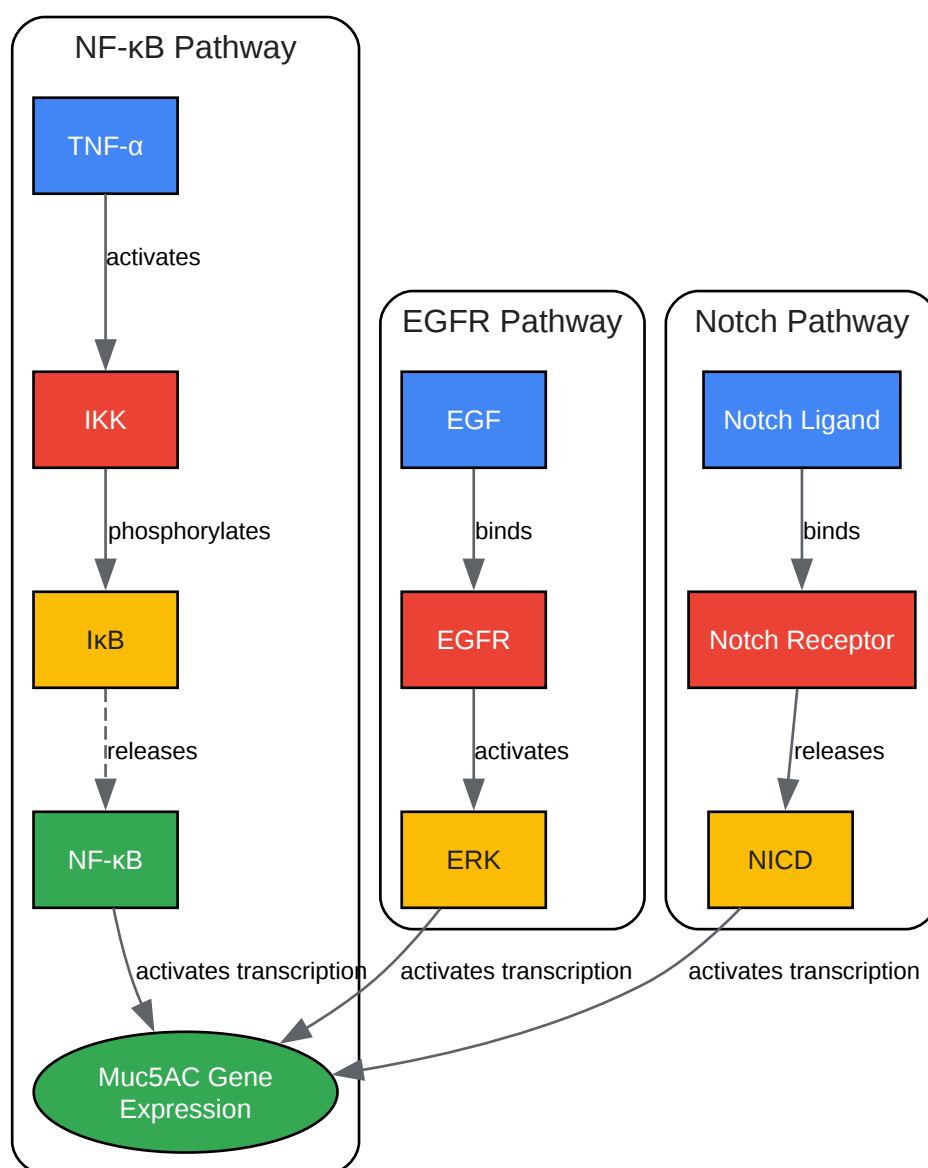 NF-κB Pathway
TNF-α
activates
IKK
phosphorylates
IκB
releases
NF-κB
activates transcription
EGFR Pathway
EGF
binds
EGFR
activates
ERK
activates transcription
Notch Pathway
Notch Ligand
binds
Notch Receptor
releases
NICD
activates transcription
Muc5AC Gene
Expression